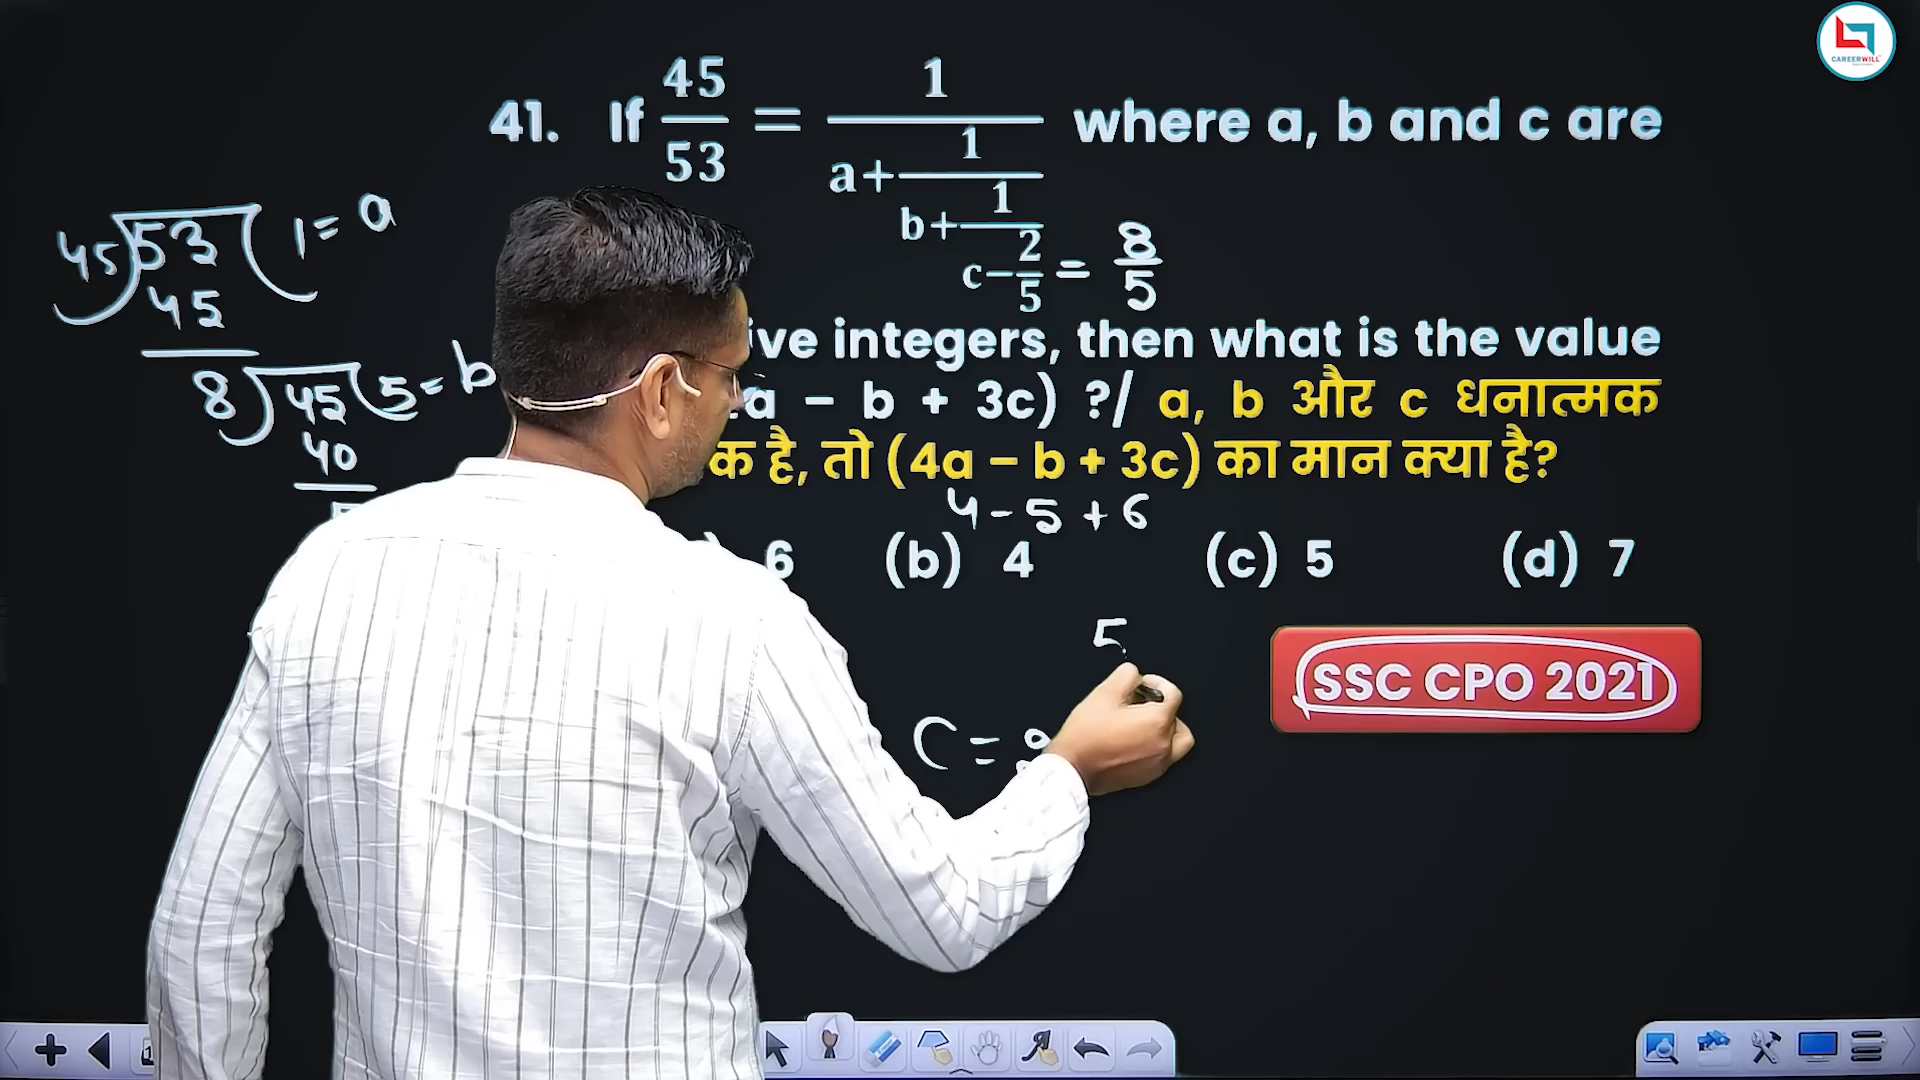 CAREERWILL
41. If 45/53 = 1/(a+1/(b+1/(c−2/5))) where a, b and c are
= 8/5
ive integers, then what is the value
a − b + 3c) ?/ a, b और c धनात्मक
क है, तो (4a − b + 3c) का मान क्या है?
4 - 5 + 6
6 (b) 4 (c) 5 (d) 7
SSC CPO 2021
45) 53 ( 1 = a
45
8) 45 ( 5 = b
40
5
C =